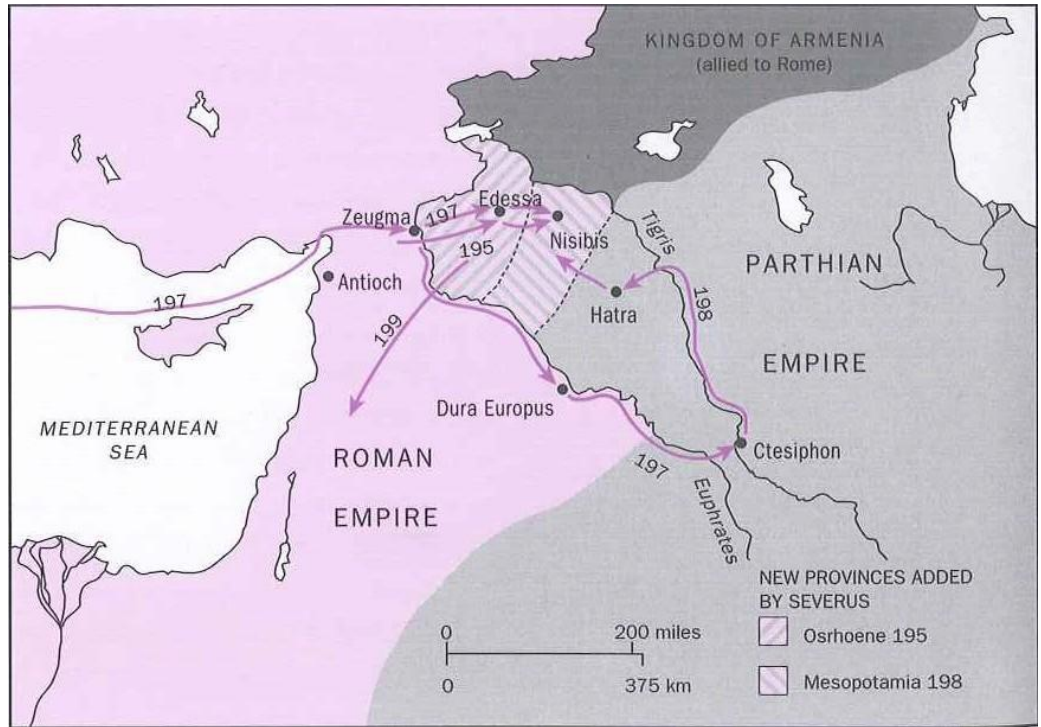 KINGDOM OF ARMENIA
(allied to Rome)
Zeugma
197
Edessa
195
Nisibis
Tigris
PARTHIAN
EMPIRE
Antioch
197
199
Hatra
198
Dura Europus
MEDITERRANEAN
SEA
ROMAN
EMPIRE
197
Ctesiphon
Euphrates
NEW PROVINCES ADDED
BY SEVERUS
Osrhoene 195
Mesopotamia 198
0
200 miles
0
375 km